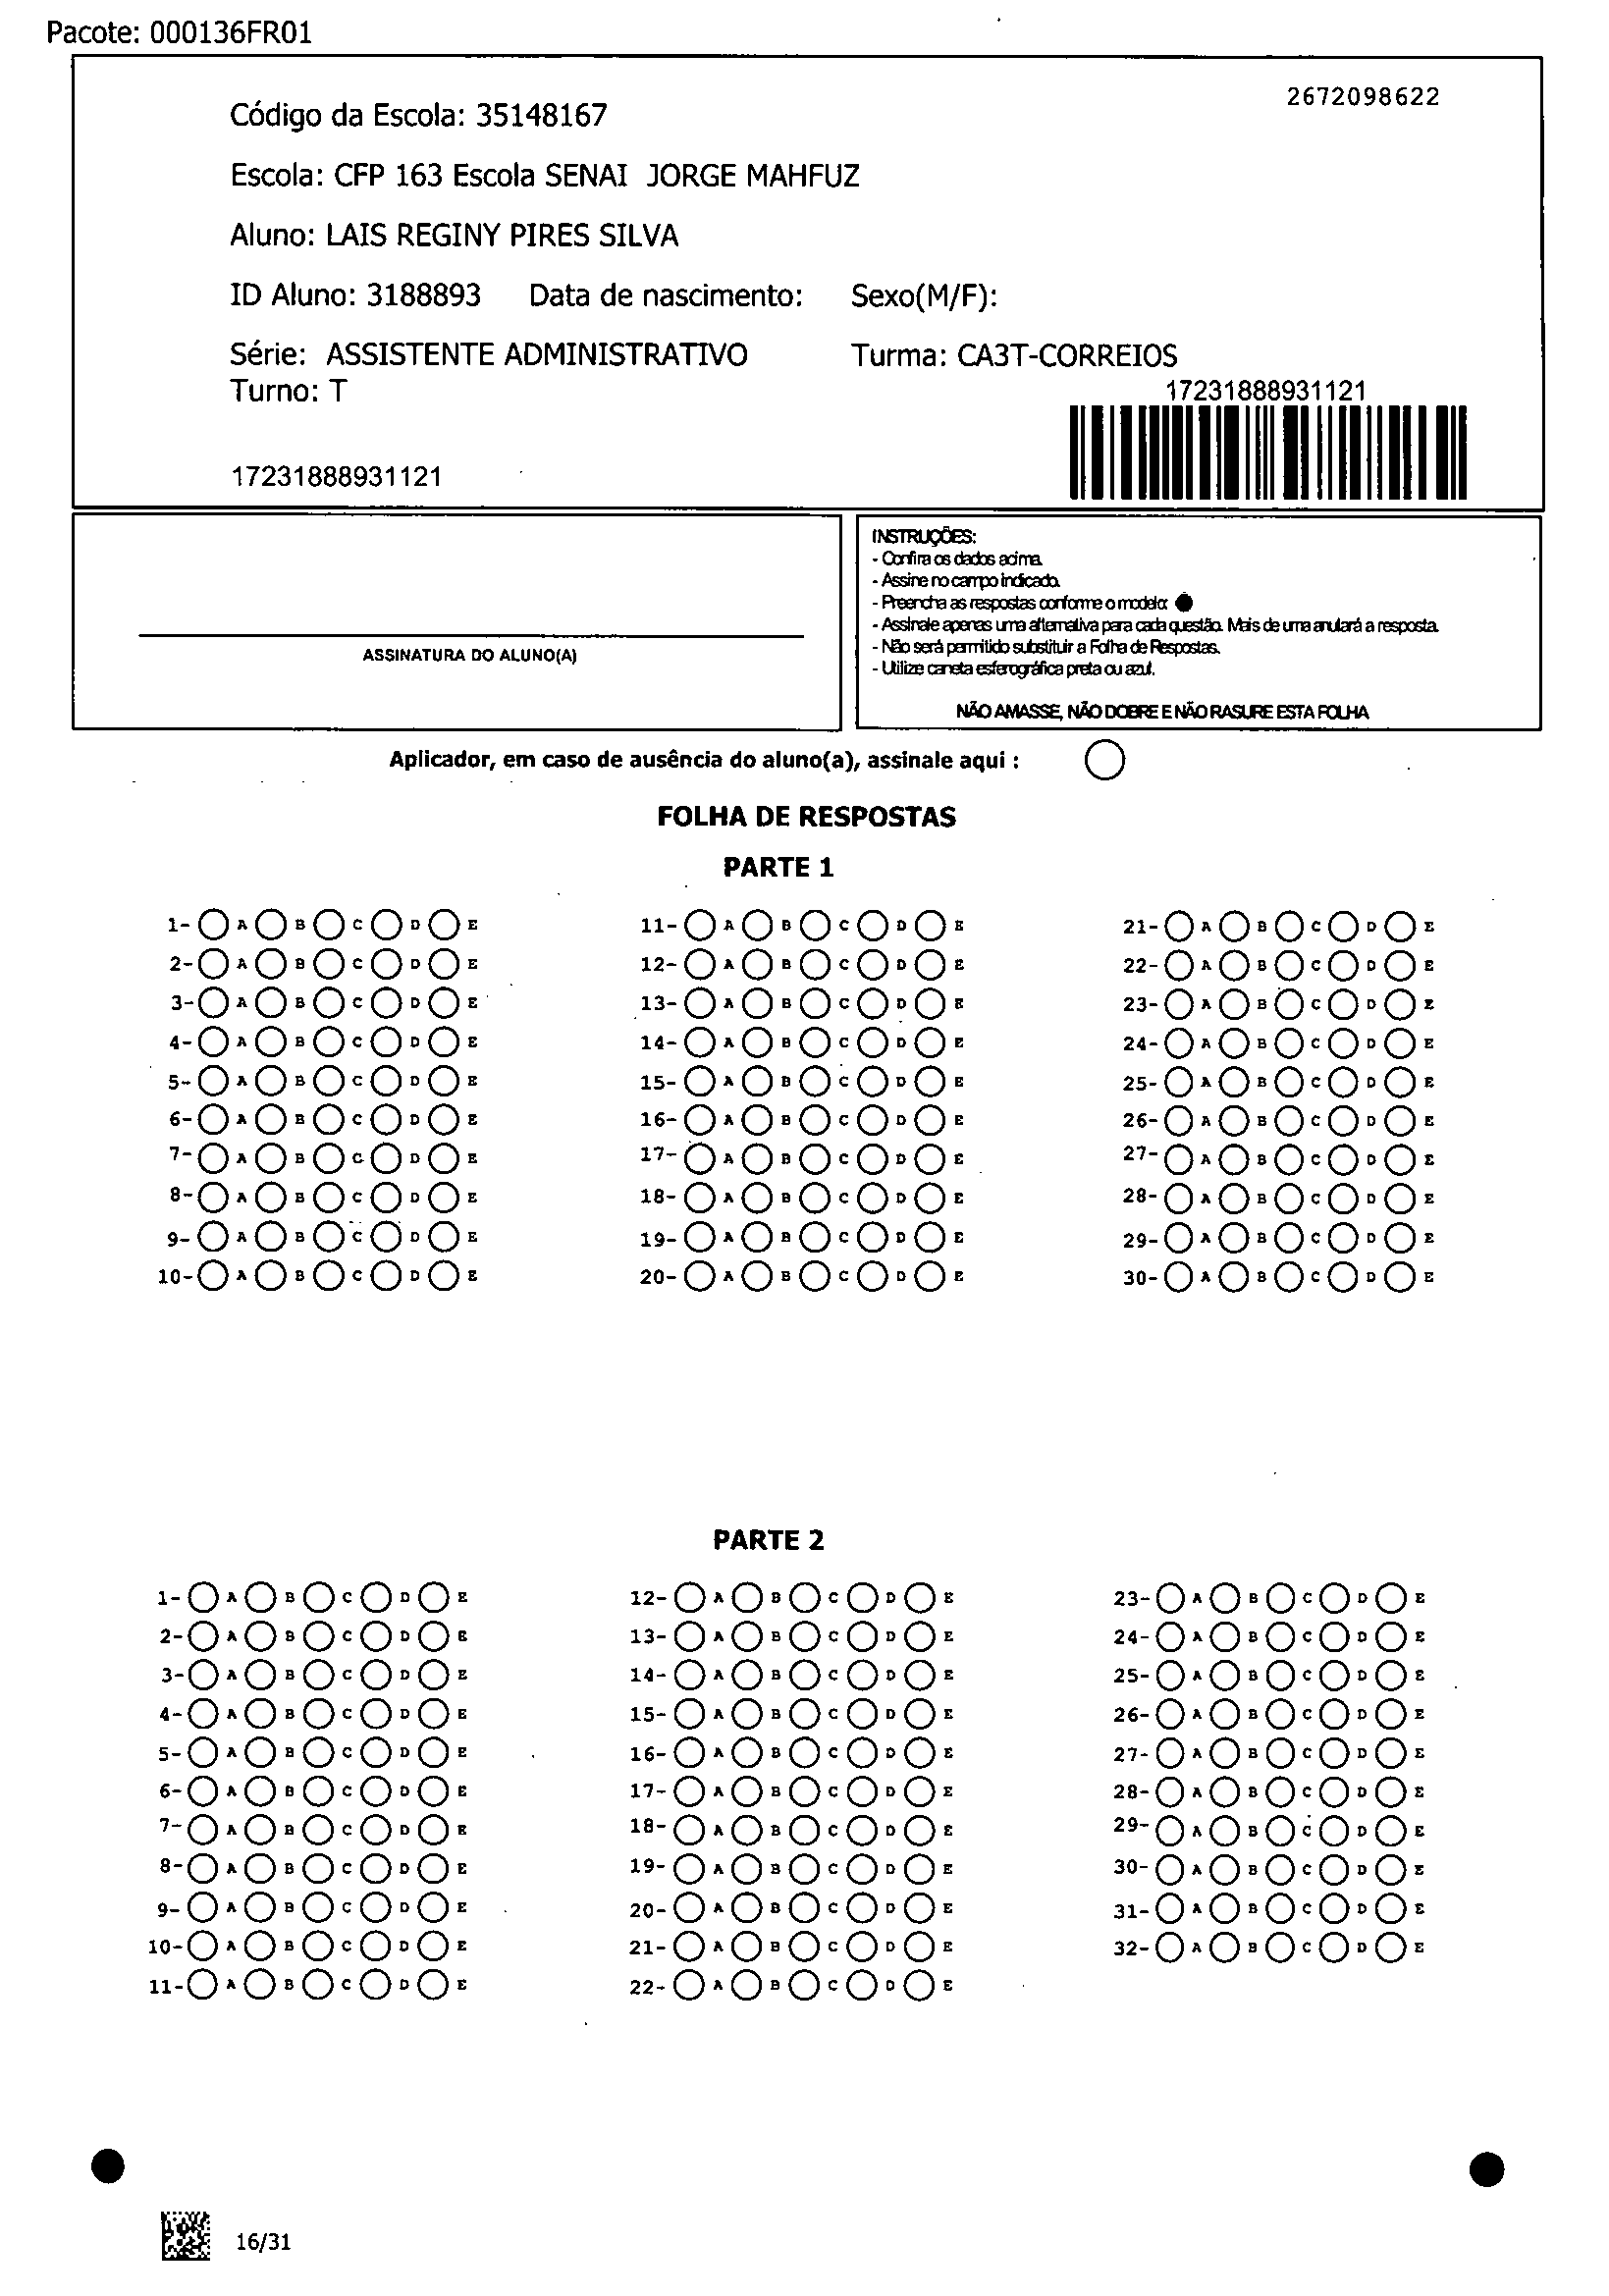 Pacote: 000136FR01
2672098622
Código da Escola: 35148167
Escola: CFP 163 Escola SENAI JORGE MAHFUZ
Aluno: LAIS REGINY PIRES SILVA
ID Aluno: 3188893 Data de nascimento: Sexo(M/F):
Série: ASSISTENTE ADMINISTRATIVO Turma: CA3T-CORREIOS
Turno: T
17231888931121
17231888931121
ASSINATURA DO ALUNO(A)
INSTRUÇÕES:
- Confira os dados acima.
- Assine no campo indicado.
- Preencha as respostas conforme o modelo:
- Assinale apenas uma alternativa para cada questão. Mais de uma anulará a resposta.
- Não será permitido substituir a Folha de Respostas.
- Utilize caneta esferográfica preta ou azul.
NÃO AMASSE, NÃO DOBRE E NÃO RASURE ESTA FOLHA
Aplicador, em caso de ausência do aluno(a), assinale aqui :
FOLHA DE RESPOSTAS
PARTE 1
1- A B C D E 11- A B C D E 21- A B C D E
2- A B C D E 12- A B C D E 22- A B C D E
3- A B C D E 13- A B C D E 23- A B C D E
4- A B C D E 14- A B C D E 24- A B C D E
5- A B C D E 15- A B C D E 25- A B C D E
6- A B C D E 16- A B C D E 26- A B C D E
7- A B C D E 17- A B C D E 27- A B C D E
8- A B C D E 18- A B C D E 28- A B C D E
9- A B C D E 19- A B C D E 29- A B C D E
10- A B C D E 20- A B C D E 30- A B C D E
PARTE 2
1- A B C D E 12- A B C D E 23- A B C D E
2- A B C D E 13- A B C D E 24- A B C D E
3- A B C D E 14- A B C D E 25- A B C D E
4- A B C D E 15- A B C D E 26- A B C D E
5- A B C D E 16- A B C D E 27- A B C D E
6- A B C D E 17- A B C D E 28- A B C D E
7- A B C D E 18- A B C D E 29- A B C D E
8- A B C D E 19- A B C D E 30- A B C D E
9- A B C D E 20- A B C D E 31- A B C D E
10- A B C D E 21- A B C D E 32- A B C D E
11- A B C D E 22- A B C D E
16/31